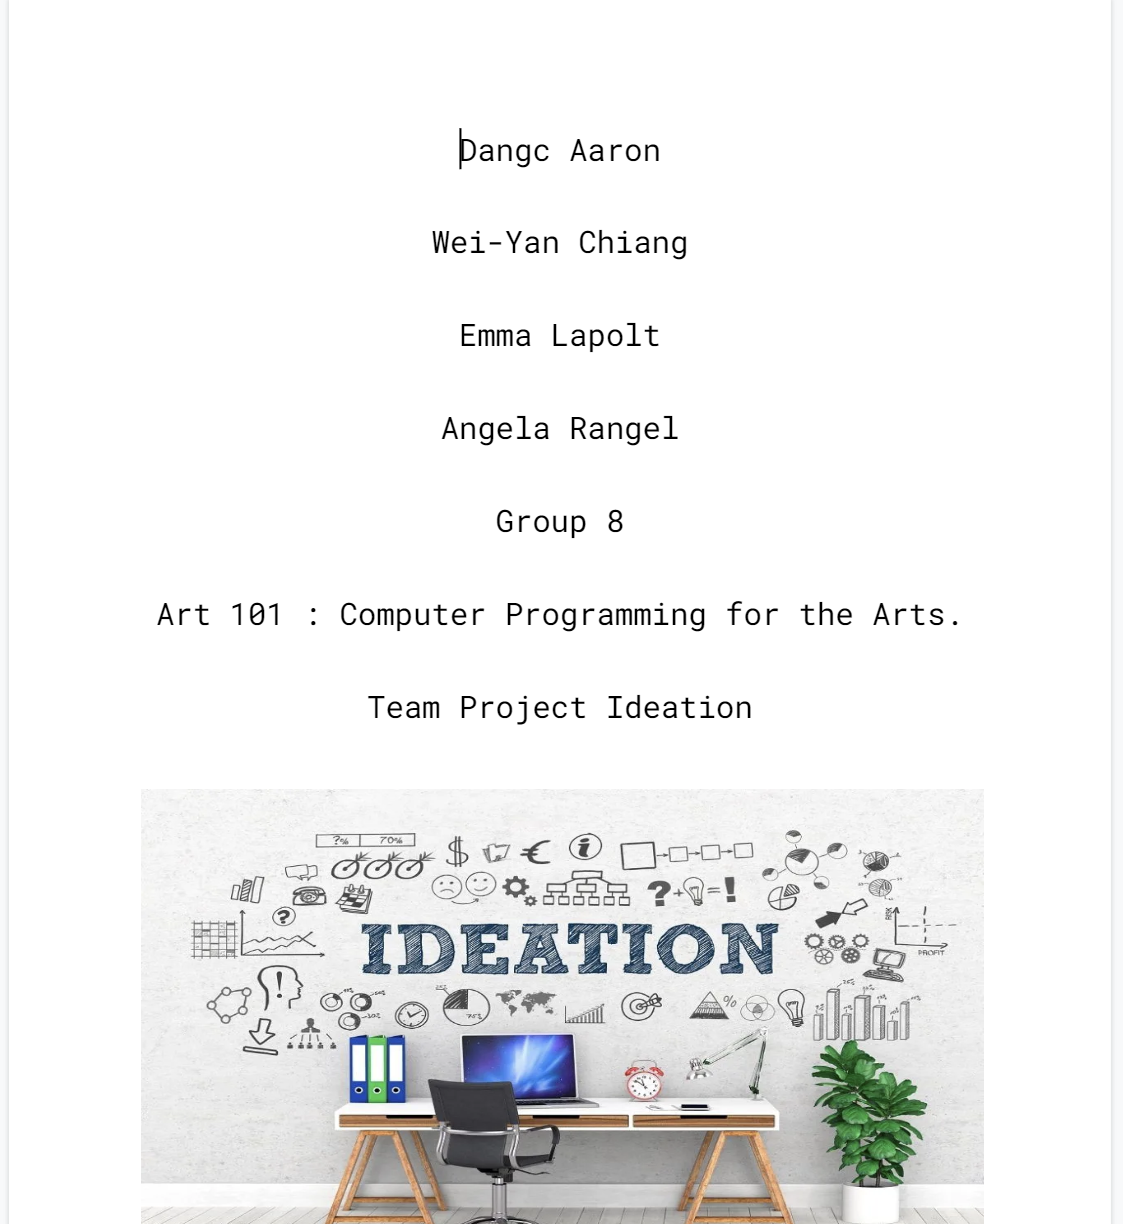 Dangc Aaron
Wei-Yan Chiang
Emma Lapolt
Angela Rangel
Group 8
Art 101 : Computer Programming for the Arts.
Team Project Ideation
?% 70%
$ € i
? + = !
?
IDEATION
RISK
PROFIT
!
%
75%